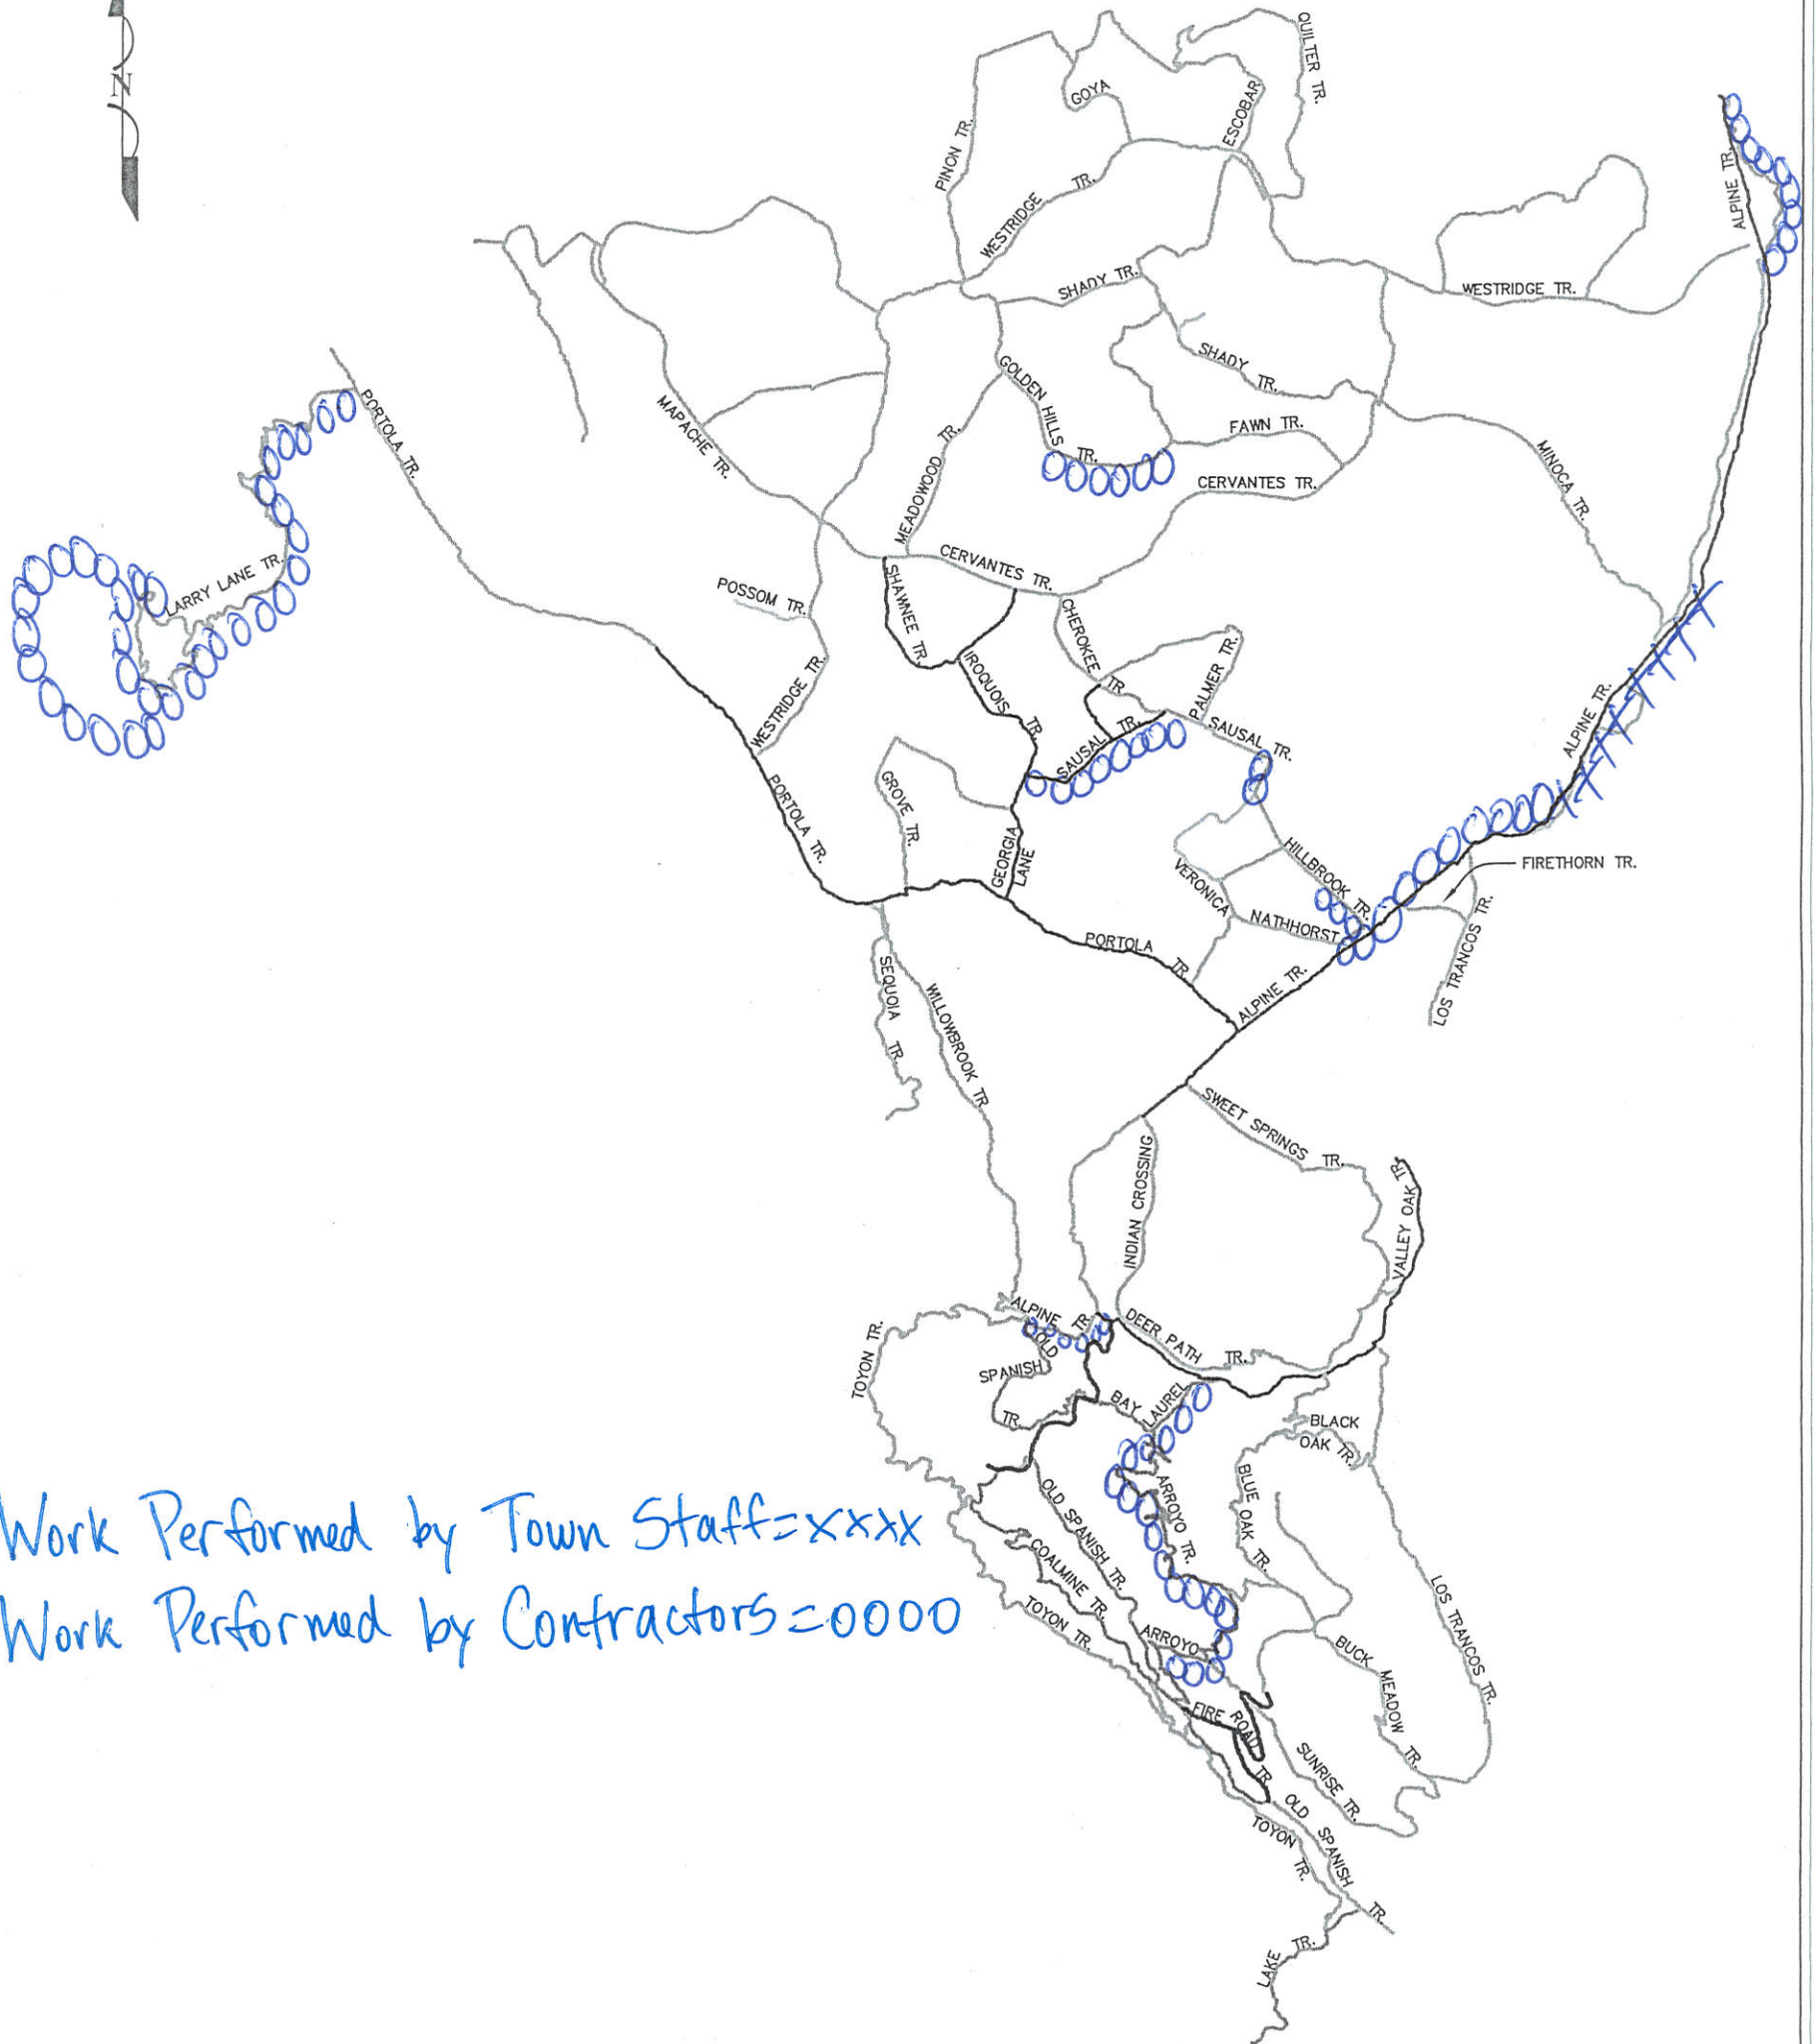 N
QUILTER TR.
GOYA
ESCOBAR
PINON TR.
ALPINE TR.
WESTRIDGE TR.
SHADY TR.
WESTRIDGE TR.
SHADY TR.
GOLDEN HILLS TR.
PORTOLA TR.
MAPACHE TR.
MEADOWOOD TR.
FAWN TR.
MINOCA TR.
CERVANTES TR.
CERVANTES TR.
LARRY LANE TR.
POSSOM TR.
SHAWNEE TR.
CHEROKEE TR.
IROQUOIS TR.
PALMER TR.
WESTRIDGE TR.
SAUSAL TR.
SAUSAL TR.
ALPINE TR.
PORTOLA TR.
GROVE TR.
GEORGIA LANE
HILLBROOK TR.
FIRETHORN TR.
VERONICA
NATHHORST
LOS TRANCOS TR.
PORTOLA TR.
ALPINE TR.
SEQUOIA TR.
WILLOWBROOK TR
SWEET SPRINGS TR.
INDIAN CROSSING
VALLEY OAK TR.
ALPINE TR.
DEER PATH TR.
TOYON TR.
OLD SPANISH TR.
BAY LAUREL
BLACK OAK TR.
BLUE OAK TR.
ARROYO TR.
OLD SPANISH TR.
Work Performed by Town Staff=xxxx
COALMINE TR.
LOS TRANCOS TR.
Work Performed by Contractors=0000
TOYON TR.
ARROYO
BUCK MEADOW TR.
FIRE ROAD TR
SUNRISE TR.
OLD SPANISH TR.
TOYON TR.
LAKE TR.